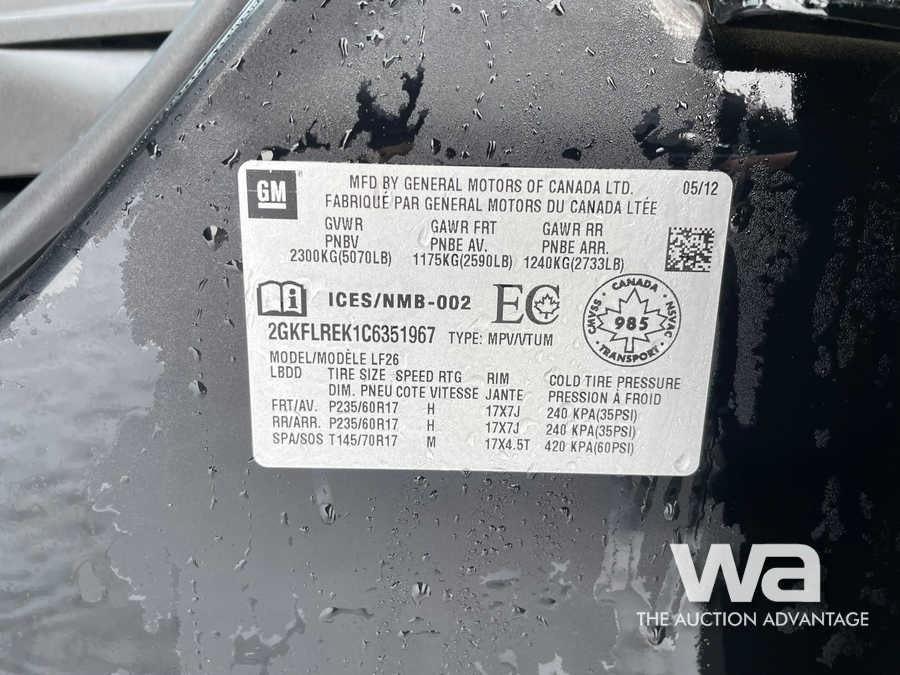 GM
MFD BY GENERAL MOTORS OF CANADA LTD. 05/12
FABRIQUÉ PAR GENERAL MOTORS DU CANADA LTÉE
GVWR GAWR FRT GAWR RR
PNBV PNBE AV. PNBE ARR.
2300KG(5070LB) 1175KG(2590LB) 1240KG(2733LB)
ICES/NMB-002 EC
CANADA
CMVSS 985 NSVAC
TRANSPORT
2GKFLREK1C6351967 TYPE: MPV/VTUM
MODEL/MODÈLE LF26
LBDD TIRE SIZE SPEED RTG RIM COLD TIRE PRESSURE
DIM. PNEU COTE VITESSE JANTE PRESSION À FROID
FRT/AV. P235/60R17 H 17X7J 240 KPA(35PSI)
RR/ARR. P235/60R17 H 17X7J 240 KPA(35PSI)
SPA/SOS T145/70R17 M 17X4.5T 420 KPA(60PSI)
wa
THE AUCTION ADVANTAGE